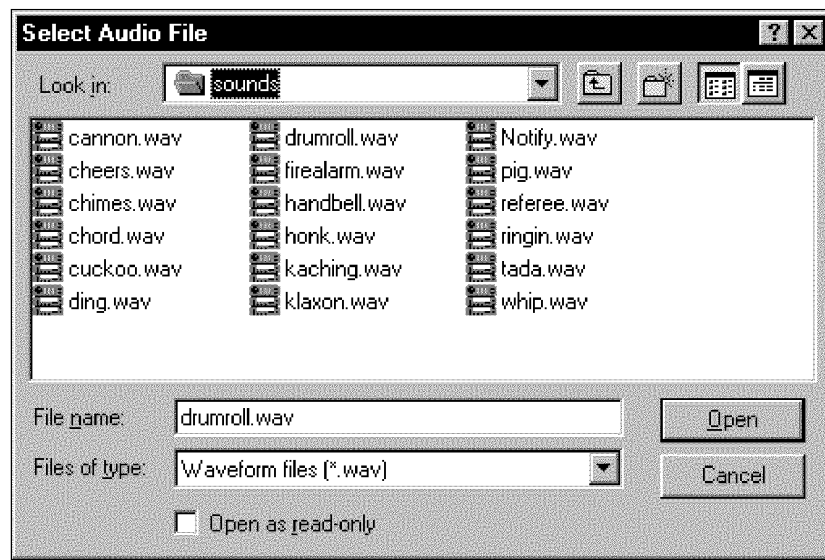 Select Audio File
Look in: sounds
cannon.wav drumroll.wav Notify.wav
cheers.wav firealarm.wav pig.wav
chimes.wav handbell.wav referee.wav
chord.wav honk.wav ringin.wav
cuckoo.wav kaching.wav tada.wav
ding.wav klaxon.wav whip.wav
File name: drumroll.wav Open
Files of type: Waveform files (*.wav) Cancel
Open as read-only